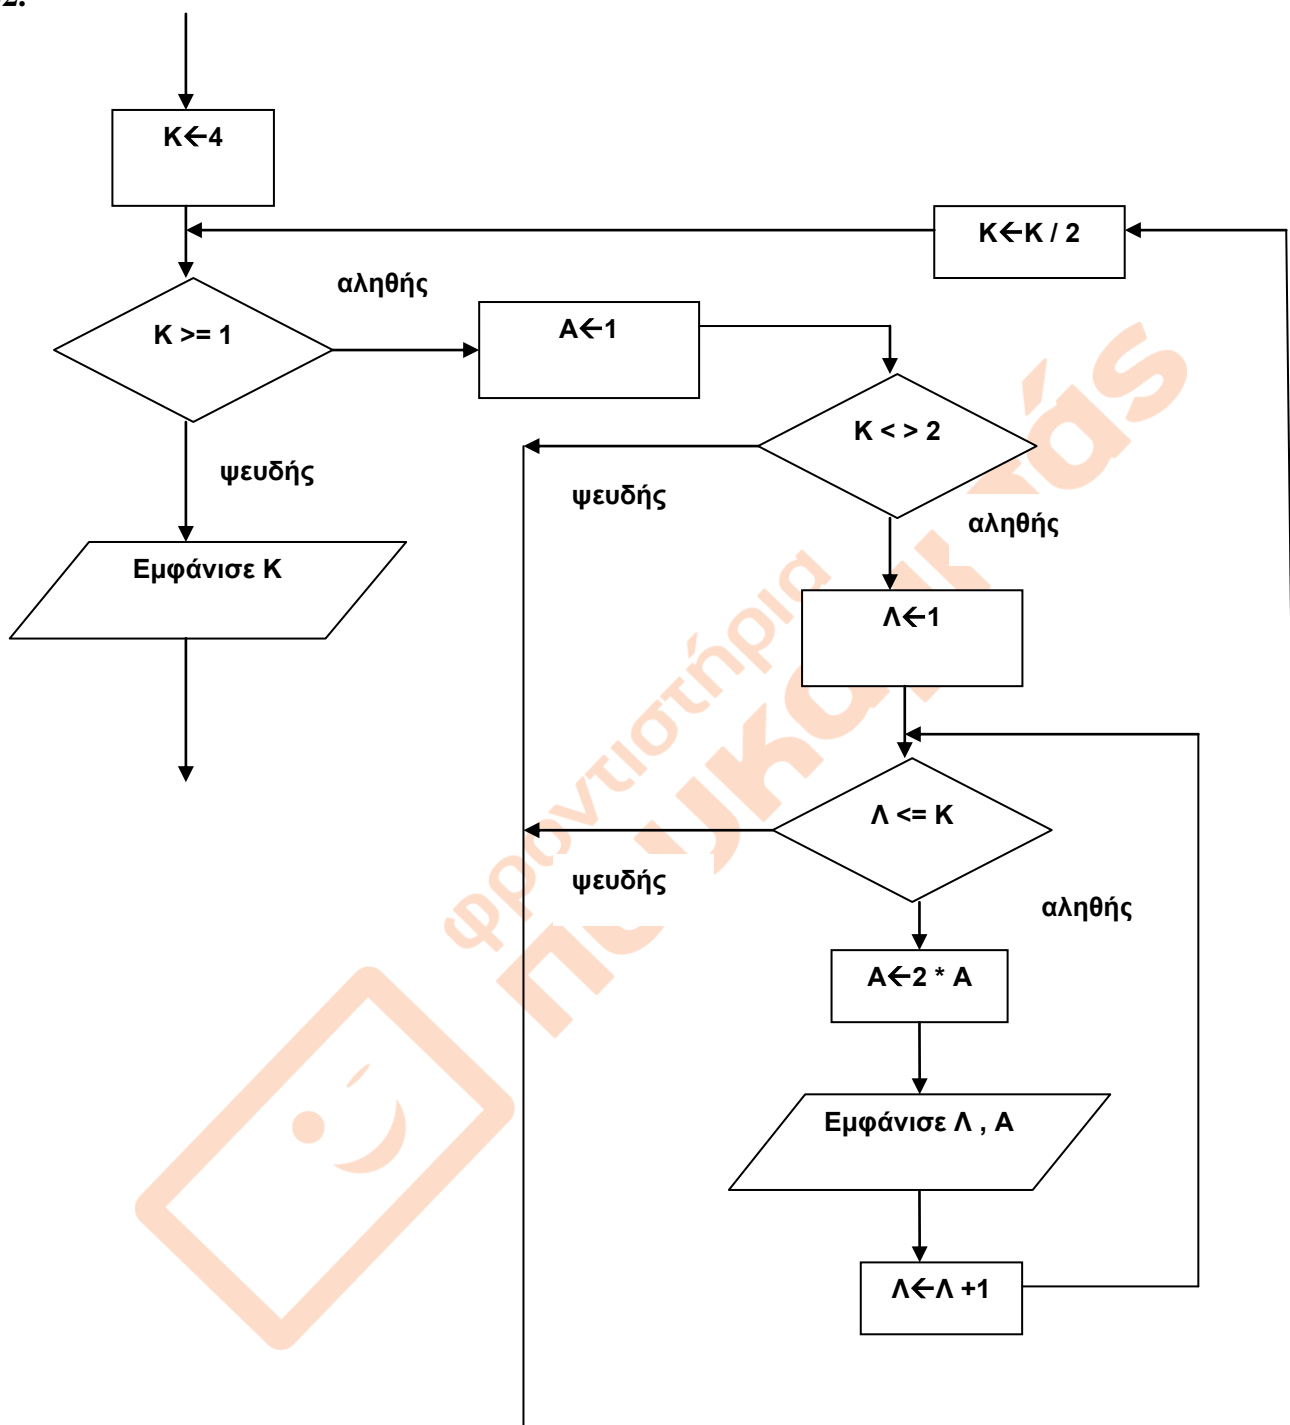 2.
Κ←4
Κ←Κ / 2
αληθής
Κ >= 1
Α←1
Κ < > 2
ψευδής
ψευδής
αληθής
Εμφάνισε Κ
Λ←1
Λ <= Κ
ψευδής
αληθής
Α←2 * Α
Εμφάνισε Λ , Α
Λ←Λ +1
φροντιστήρια
πουκαμισάς